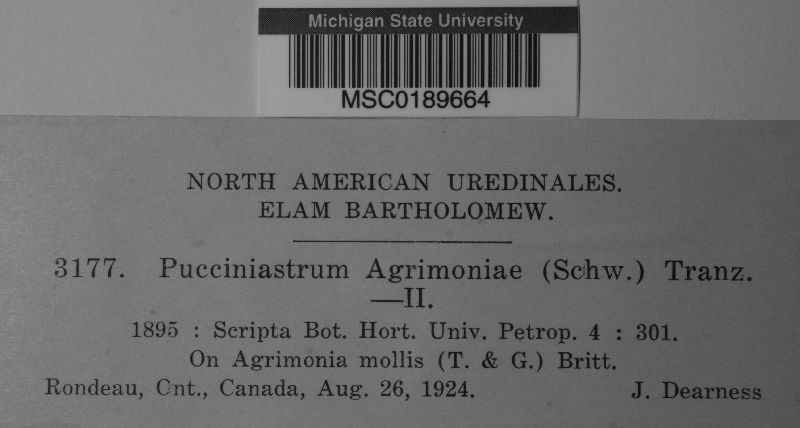 Michigan State University
MSC0189664
NORTH AMERICAN UREDINALES.
ELAM BARTHOLOMEW.
3177. Pucciniastrum Agrimoniae (Schw.) Tranz.
—II.
1895 : Scripta Bot. Hort. Univ. Petrop. 4 : 301.
On Agrimonia mollis (T. & G.) Britt.
Rondeau, Ont., Canada, Aug. 26, 1924. J. Dearness